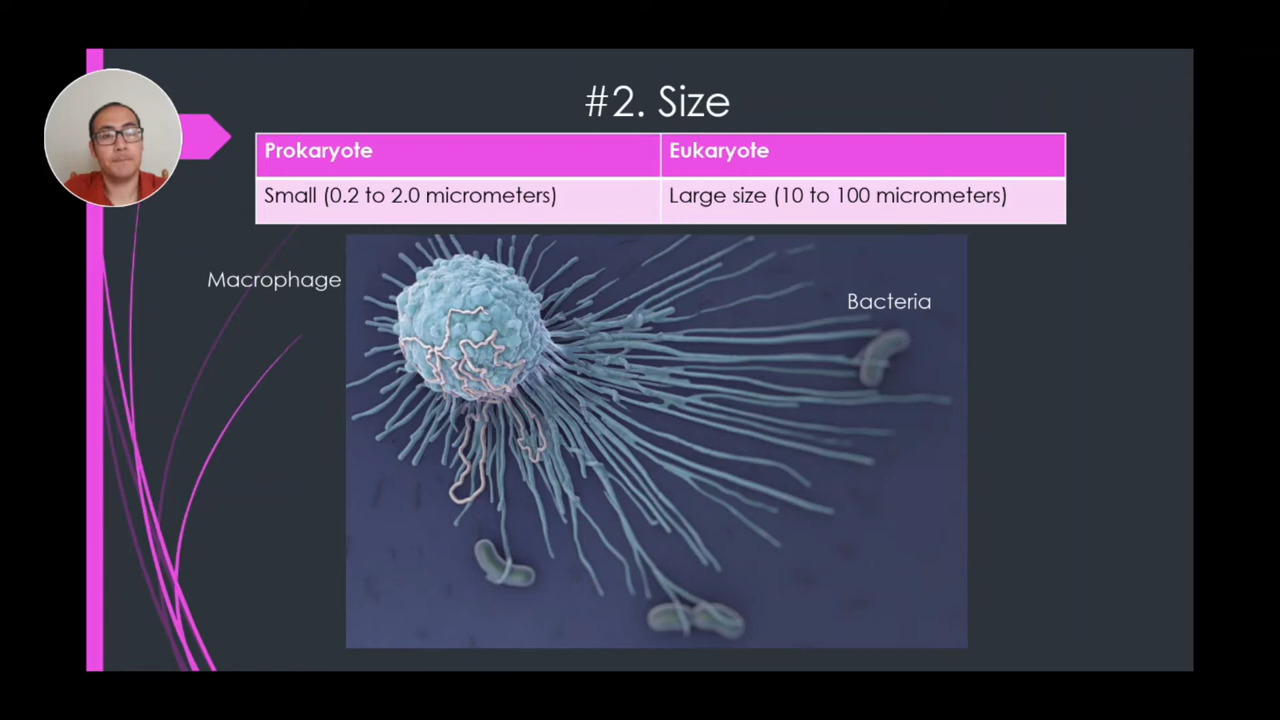 #2. Size
Prokaryote
Eukaryote
Small (0.2 to 2.0 micrometers)
Large size (10 to 100 micrometers)
Macrophage
Bacteria